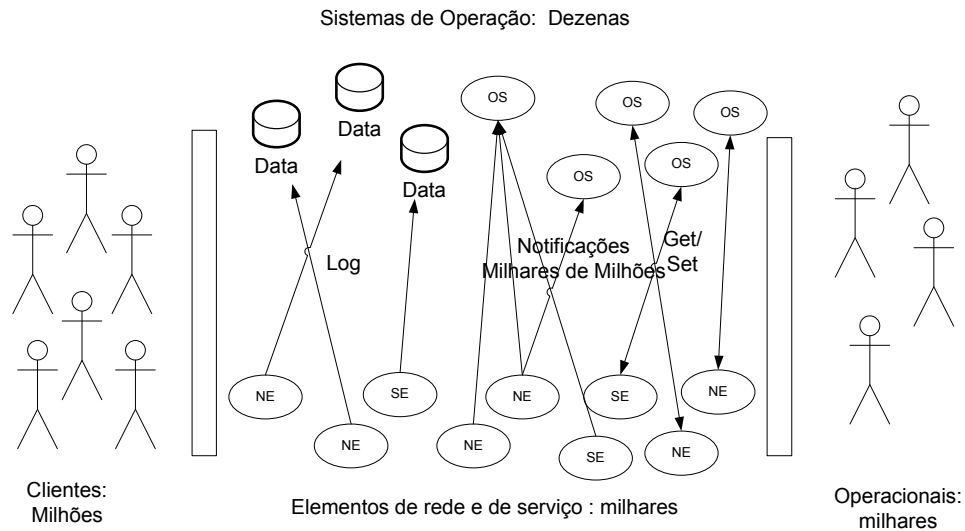 Sistemas de Operação: Dezenas
OS
OS
OS
Data
Data
Data
OS
OS
Notificações
Milhares de Milhões
Get/
Set
Log
NE
SE
NE
SE
NE
NE
NE
SE
NE
Clientes:
Milhões
Elementos de rede e de serviço : milhares
Operacionais:
milhares